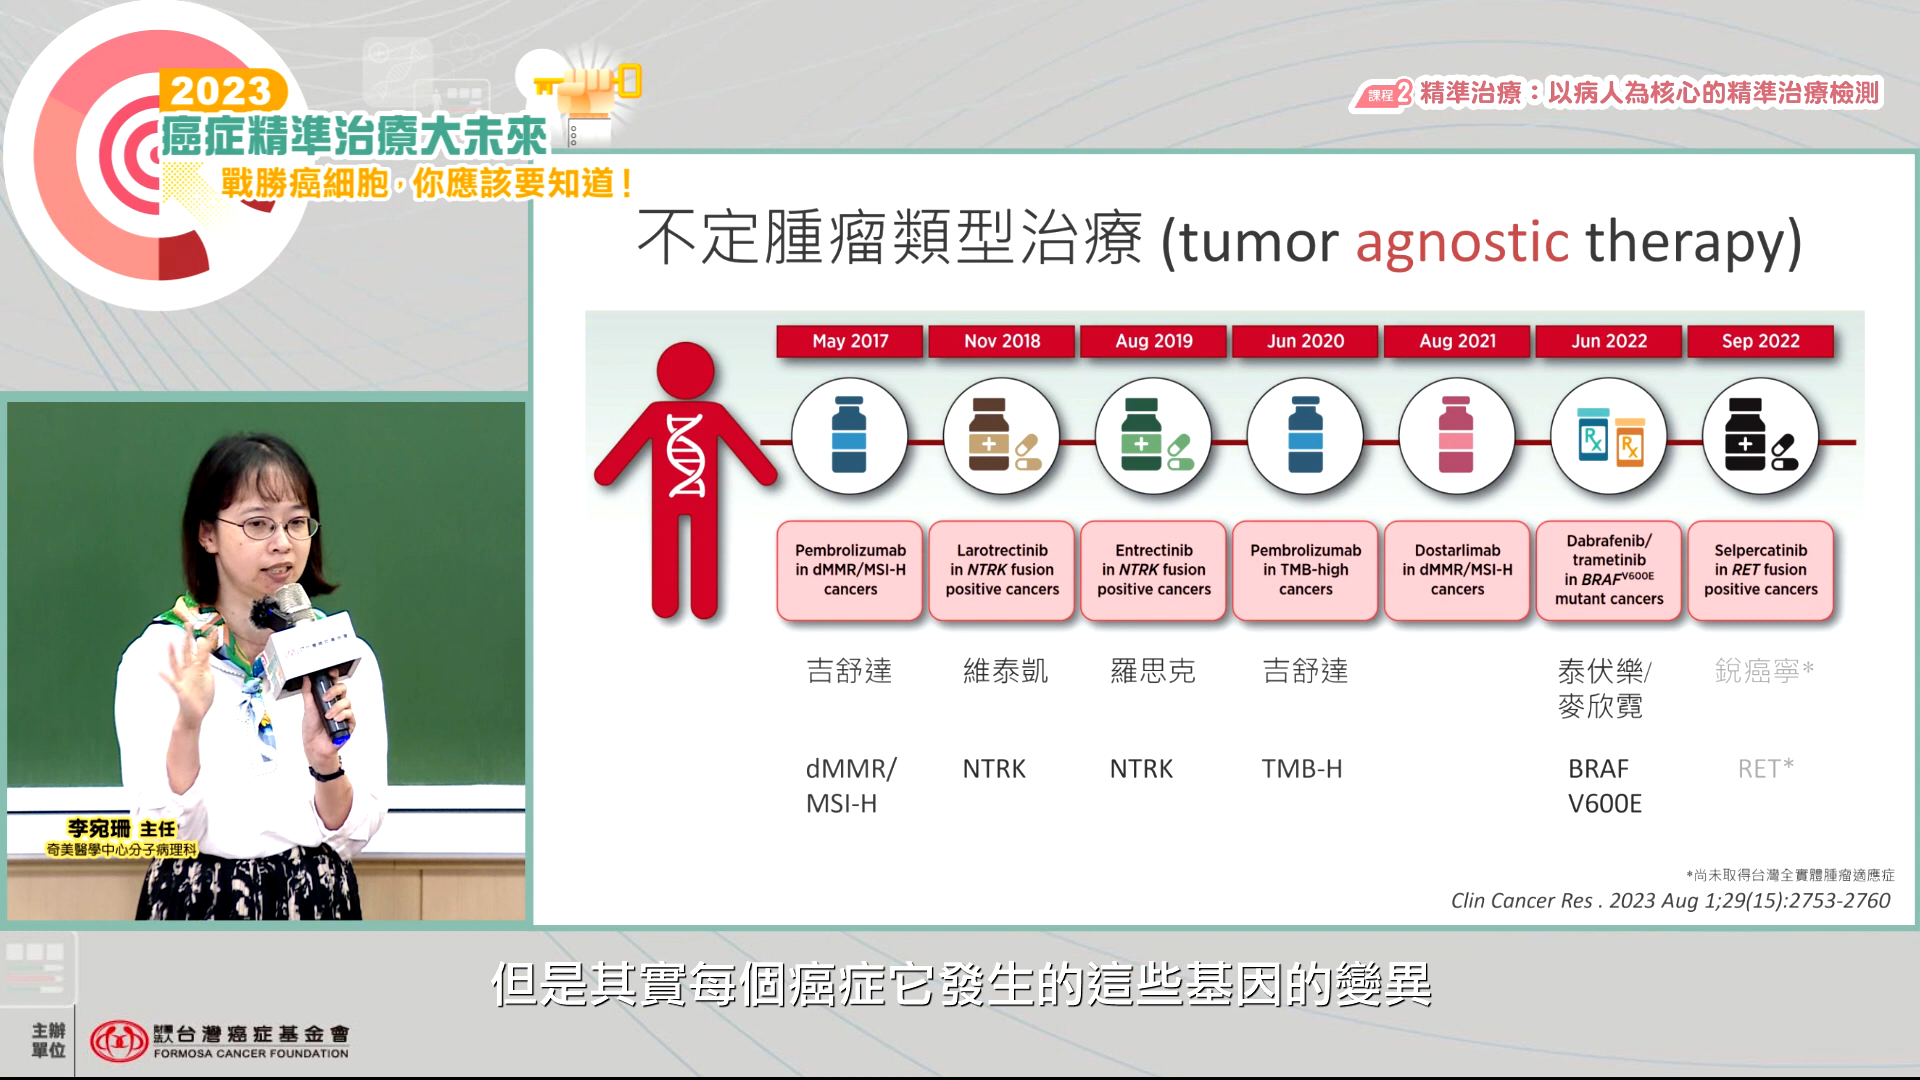 2023
癌症精準治療大未來
戰勝癌細胞,你應該要知道!
課程2 精準治療:以病人為核心的精準治療檢測
不定腫瘤類型治療 (tumor agnostic therapy)
May 2017
Nov 2018
Aug 2019
Jun 2020
Aug 2021
Jun 2022
Sep 2022
Rx
Rx
Pembrolizumab
in dMMR/MSI-H
cancers
Larotrectinib
in NTRK fusion
positive cancers
Entrectinib
in NTRK fusion
positive cancers
Pembrolizumab
in TMB-high
cancers
Dostarlimab
in dMMR/MSI-H
cancers
Dabrafenib/
trametinib
in BRAFV600E
mutant cancers
Selpercatinib
in RET fusion
positive cancers
吉舒達
維泰凱
羅思克
吉舒達
泰伏樂/
麥欣霓
銳癌寧*
dMMR/
MSI-H
NTRK
NTRK
TMB-H
BRAF
V600E
RET*
*尚未取得台灣全實體腫瘤適應症
Clin Cancer Res . 2023 Aug 1;29(15):2753-2760
李宛珊 主任
奇美醫學中心分子病理科
但是其實每個癌症它發生的這些基因的變異
主辦
單位
財團法人台灣癌症基金會
FORMOSA CANCER FOUNDATION